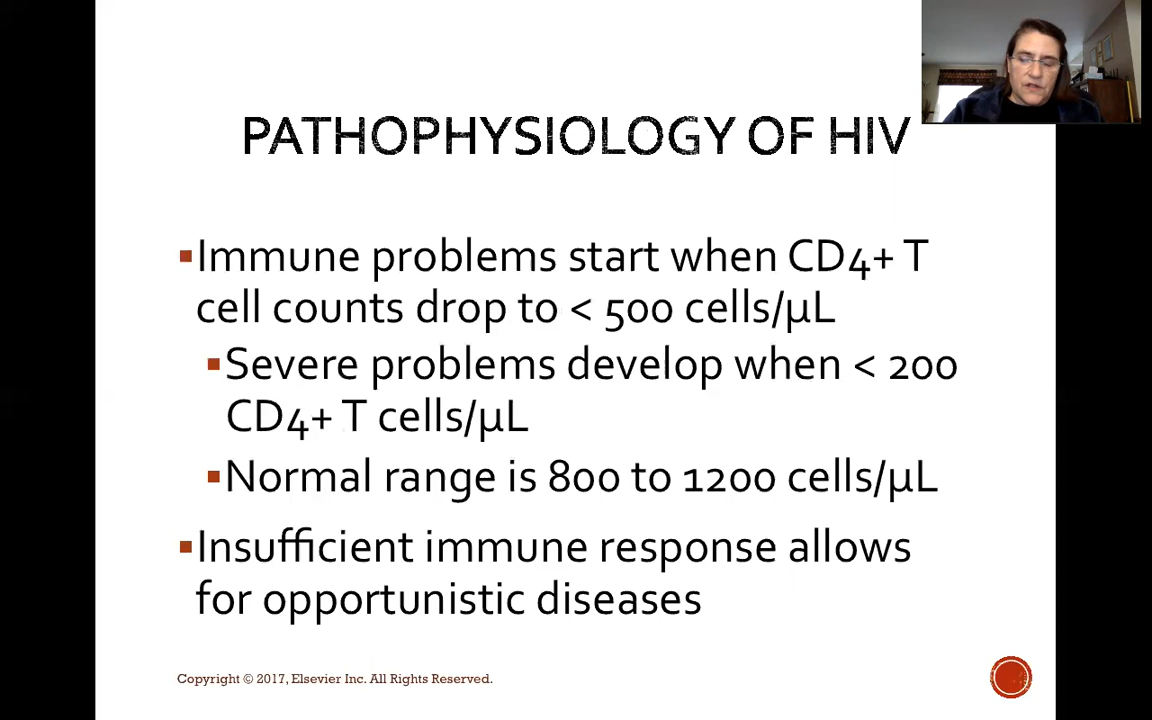 PATHOPHYSIOLOGY OF HIV
▪Immune problems start when CD4+ T
cell counts drop to < 500 cells/µL
▪Severe problems develop when < 200
CD4+ T cells/µL
▪Normal range is 800 to 1200 cells/µL
▪Insufficient immune response allows
for opportunistic diseases
Copyright © 2017, Elsevier Inc. All Rights Reserved.